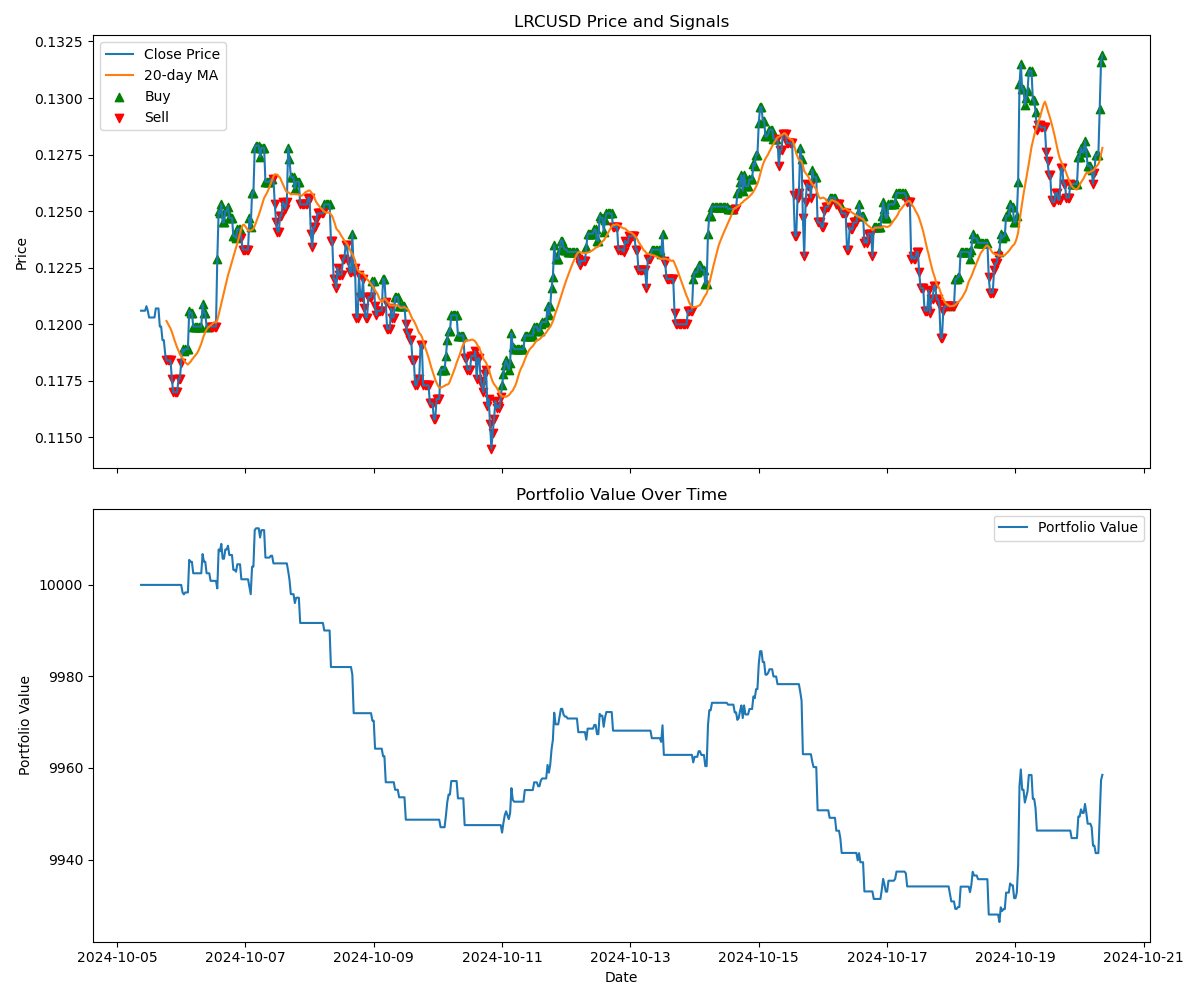 LRCUSD Price and Signals
Price
0.1325
0.1300
0.1275
0.1250
0.1225
0.1200
0.1175
0.1150
Close Price
20-day MA
Buy
Sell
Portfolio Value Over Time
Portfolio Value
10000
9980
9960
9940
Portfolio Value
2024-10-05
2024-10-07
2024-10-09
2024-10-11
2024-10-13
2024-10-15
2024-10-17
2024-10-19
2024-10-21
Date